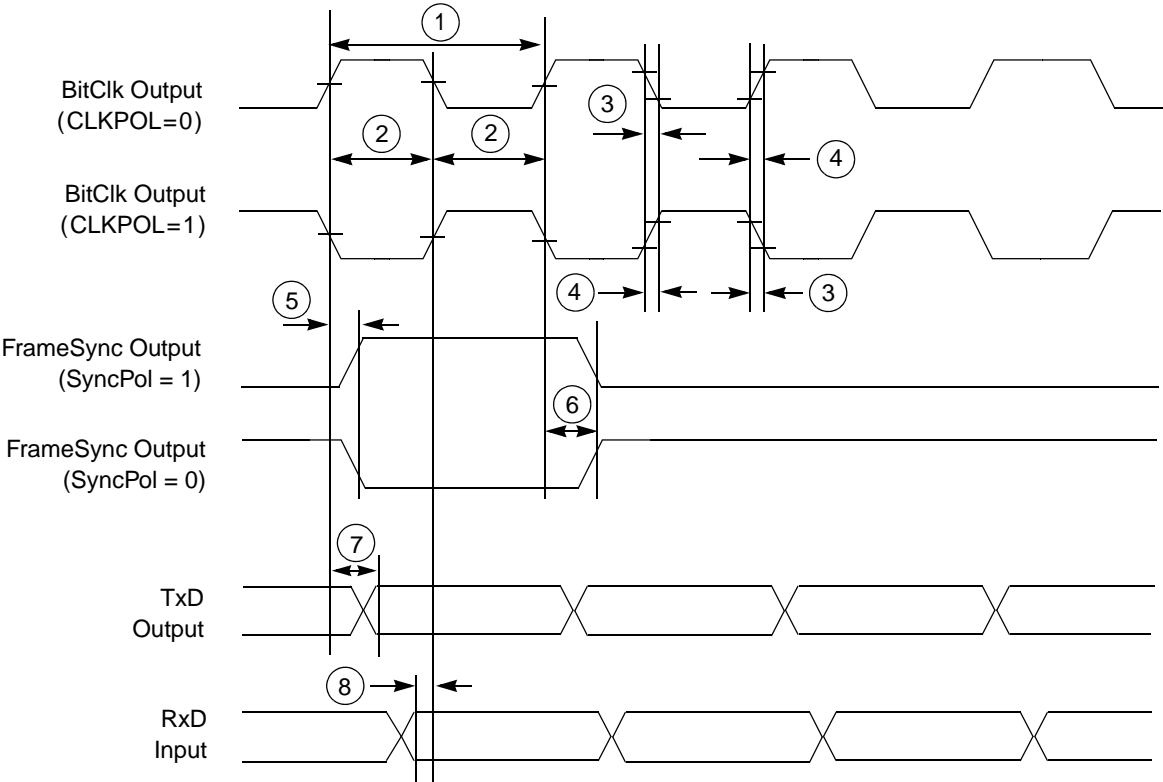 1
BitClk Output
(CLKPOL=0)
3
2
2
4
BitClk Output
(CLKPOL=1)
4
3
5
FrameSync Output
(SyncPol = 1)
6
FrameSync Output
(SyncPol = 0)
7
TxD
Output
8
RxD
Input